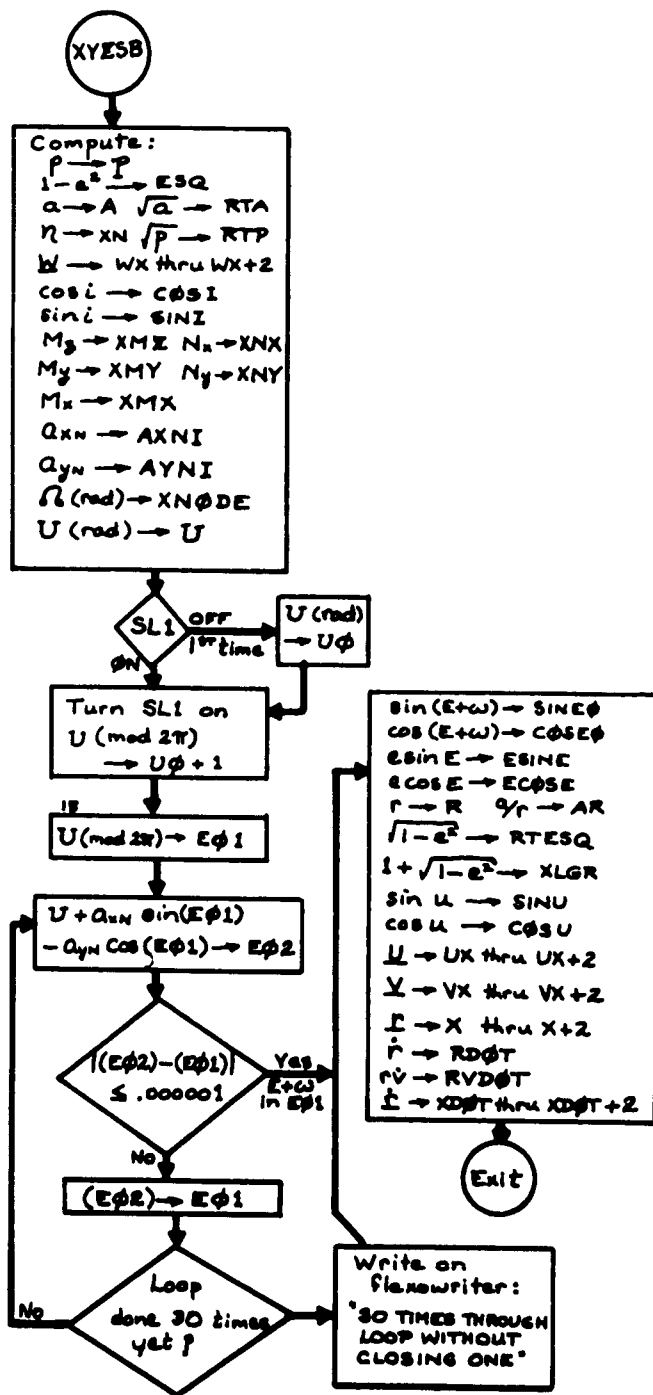 XYESB
Compute:
p → P
1-e² → ESQ
a → A √a → RTA
n → XN √p → RTP
W → WX thru WX+2
cos i → CØSI
sin i → SINI
Mz → XMZ Nx → XNX
My → XMY Ny → XNY
Mx → XMX
axN → AXNI
ayN → AYNI
Ω (rad) → XNØDE
U (rad) → U
SL1
OFF
1ST time
ØN
U (rad)
→ UØ
Turn SL1 on
U (mod 2π)
→ UØ+1
U (mod 2π) → EØ1
U + axN sin(EØ1)
- ayN Cos(EØ1) → EØ2
|(EØ2)-(EØ1)|
≤ .000001
Yes
E+ω
in EØ1
No
(EØ2) → EØ1
Loop
done 30 times
yet?
No
Write on
flexowriter:
"30 TIMES THROUGH
LOOP WITHOUT
CLOSING ONE"
sin(E+ω) → SINEØ
cos(E+ω) → CØSEØ
e sin E → ESINE
e cos E → ECØSE
r → R a/r → AR
√1-e² → RTESQ
1+√1-e² → XLGR
sin u → SINU
cos u → CØSU
U → UX thru UX+2
V → VX thru VX+2
r → X thru X+2
ṙ → RDØT
rv̇ → RVDØT
ṙ → XDØT thru XDØT+2
Exit